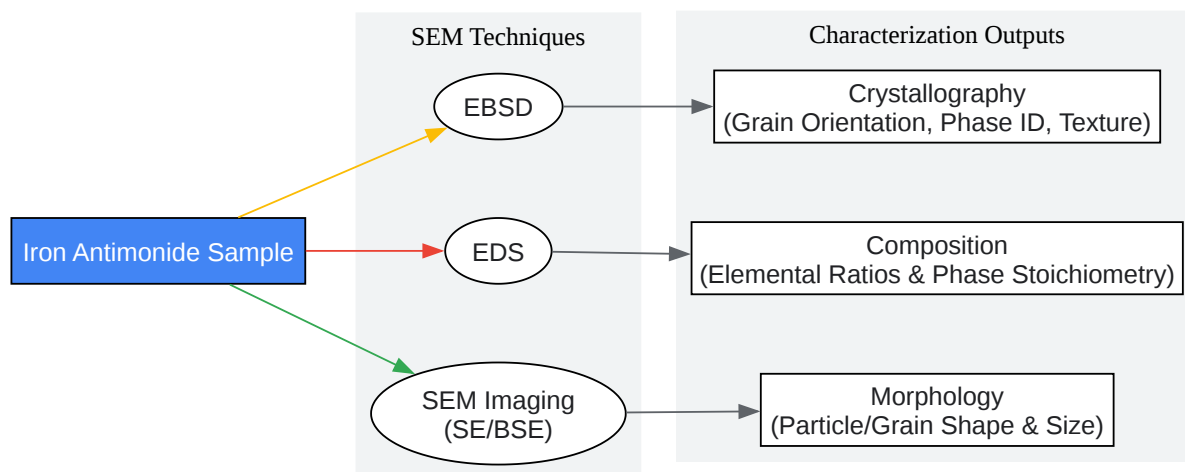 SEM Techniques
Characterization Outputs
EBSD
Crystallography
(Grain Orientation, Phase ID, Texture)
Iron Antimonide Sample
EDS
Composition
(Elemental Ratios & Phase Stoichiometry)
SEM Imaging
(SE/BSE)
Morphology
(Particle/Grain Shape & Size)